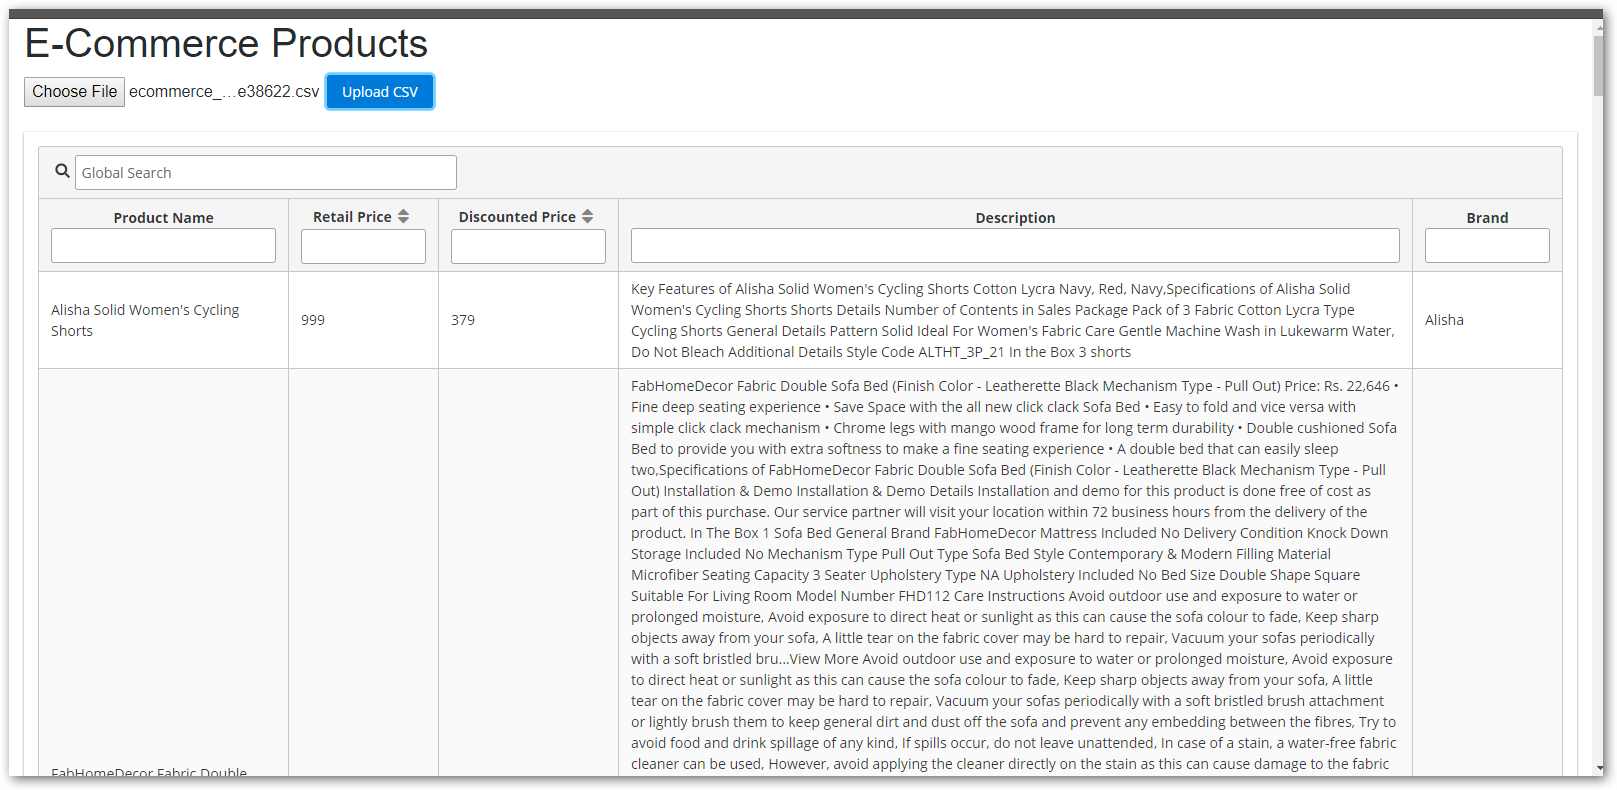 E-Commerce Products
Choose File ecommerce_...e38622.csv Upload CSV
Global Search
Product Name Retail Price Discounted Price Description Brand
Alisha Solid Women's Cycling
Shorts
999
379
Key Features of Alisha Solid Women's Cycling Shorts Cotton Lycra Navy, Red, Navy,Specifications of Alisha Solid
Women's Cycling Shorts Shorts Details Number of Contents in Sales Package Pack of 3 Fabric Cotton Lycra Type
Cycling Shorts General Details Pattern Solid Ideal For Women's Fabric Care Gentle Machine Wash in Lukewarm Water,
Do Not Bleach Additional Details Style Code ALTHT_3P_21 In the Box 3 shorts
Alisha
FabHomeDecor Fabric Double
FabHomeDecor Fabric Double Sofa Bed (Finish Color - Leatherette Black Mechanism Type - Pull Out) Price: Rs. 22,646 •
Fine deep seating experience • Save Space with the all new click clack Sofa Bed • Easy to fold and vice versa with
simple click clack mechanism • Chrome legs with mango wood frame for long term durability • Double cushioned Sofa
Bed to provide you with extra softness to make a fine seating experience • A double bed that can easily sleep
two,Specifications of FabHomeDecor Fabric Double Sofa Bed (Finish Color - Leatherette Black Mechanism Type - Pull
Out) Installation & Demo Installation & Demo Details Installation and demo for this product is done free of cost as
part of this purchase. Our service partner will visit your location within 72 business hours from the delivery of the
product. In The Box 1 Sofa Bed General Brand FabHomeDecor Mattress Included No Delivery Condition Knock Down
Storage Included No Mechanism Type Pull Out Type Sofa Bed Style Contemporary & Modern Filling Material
Microfiber Seating Capacity 3 Seater Upholstery Type NA Upholstery Included No Bed Size Double Shape Square
Suitable For Living Room Model Number FHD112 Care Instructions Avoid outdoor use and exposure to water or
prolonged moisture, Avoid exposure to direct heat or sunlight as this can cause the sofa colour to fade, Keep sharp
objects away from your sofa, A little tear on the fabric cover may be hard to repair, Vacuum your sofas periodically
with a soft bristled bru...View More Avoid outdoor use and exposure to water or prolonged moisture, Avoid exposure
to direct heat or sunlight as this can cause the sofa colour to fade, Keep sharp objects away from your sofa, A little
tear on the fabric cover may be hard to repair, Vacuum your sofas periodically with a soft bristled brush attachment
or lightly brush them to keep general dirt and dust off the sofa and prevent any embedding between the fibres, Try to
avoid food and drink spillage of any kind, If spills occur, do not leave unattended, In case of a stain, a water-free fabric
cleaner can be used, However, avoid applying the cleaner directly on the stain as this can cause damage to the fabric